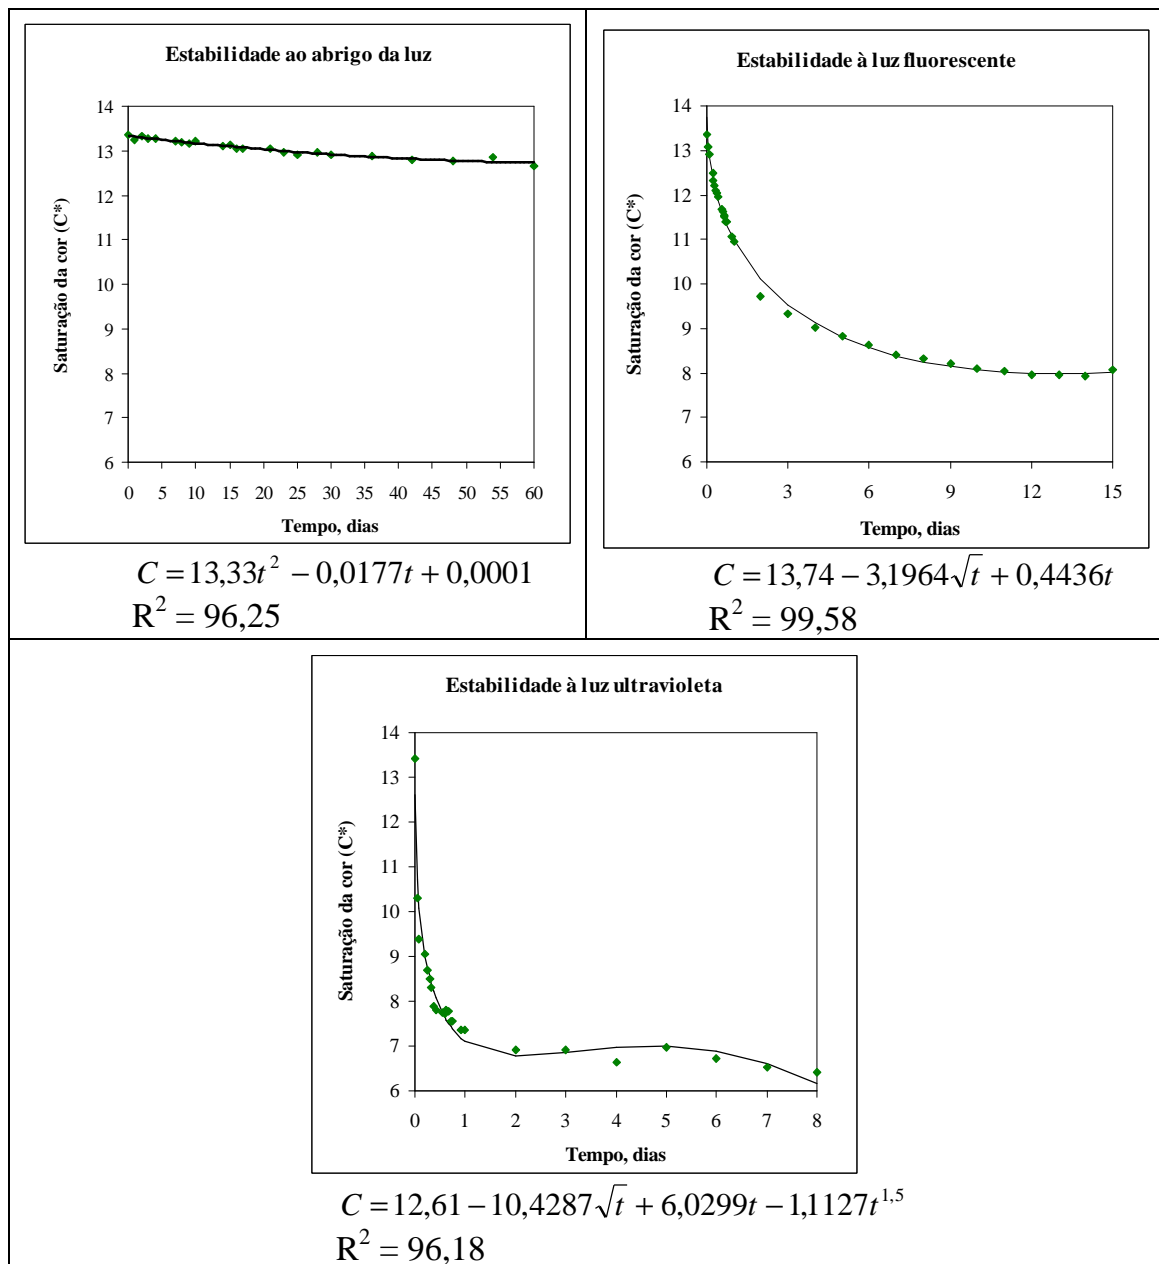 Estabilidade ao abrigo da luz
14
13
12
11
10
9
8
7
6
Saturação da cor (C*)
0 5 10 15 20 25 30 35 40 45 50 55 60
Tempo, dias
C = 13,33t² − 0,0177t + 0,0001
R² = 96,25
Estabilidade à luz fluorescente
14
13
12
11
10
9
8
7
6
Saturação da cor (C*)
0 3 6 9 12 15
Tempo, dias
C = 13,74 − 3,1964√t + 0,4436t
R² = 99,58
Estabilidade à luz ultravioleta
14
13
12
11
10
9
8
7
6
Saturação da cor (C*)
0 1 2 3 4 5 6 7 8
Tempo, dias
C = 12,61 − 10,4287√t + 6,0299t − 1,1127t^1,5
R² = 96,18